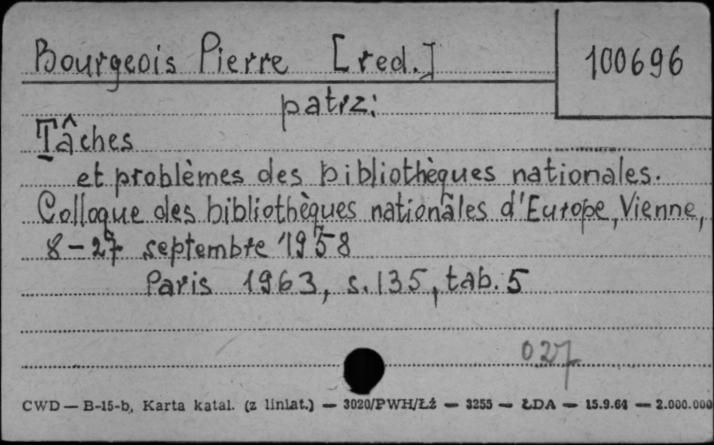 Bourgeois Pierre [red.]
100696
patrz:
Tâches
et problèmes des bibliothèques nationales.
Colloque des bibliothèques nationales d'Europe, Vienne,
8-27 septembre 1958
Paris 1963, s. 135, tab. 5
027
CWD — B-15-b, Karta katal. (z liniat.) — 3020/PWH/Łż — 3255 — ŁDA — 15.9.61 — 2.000.000